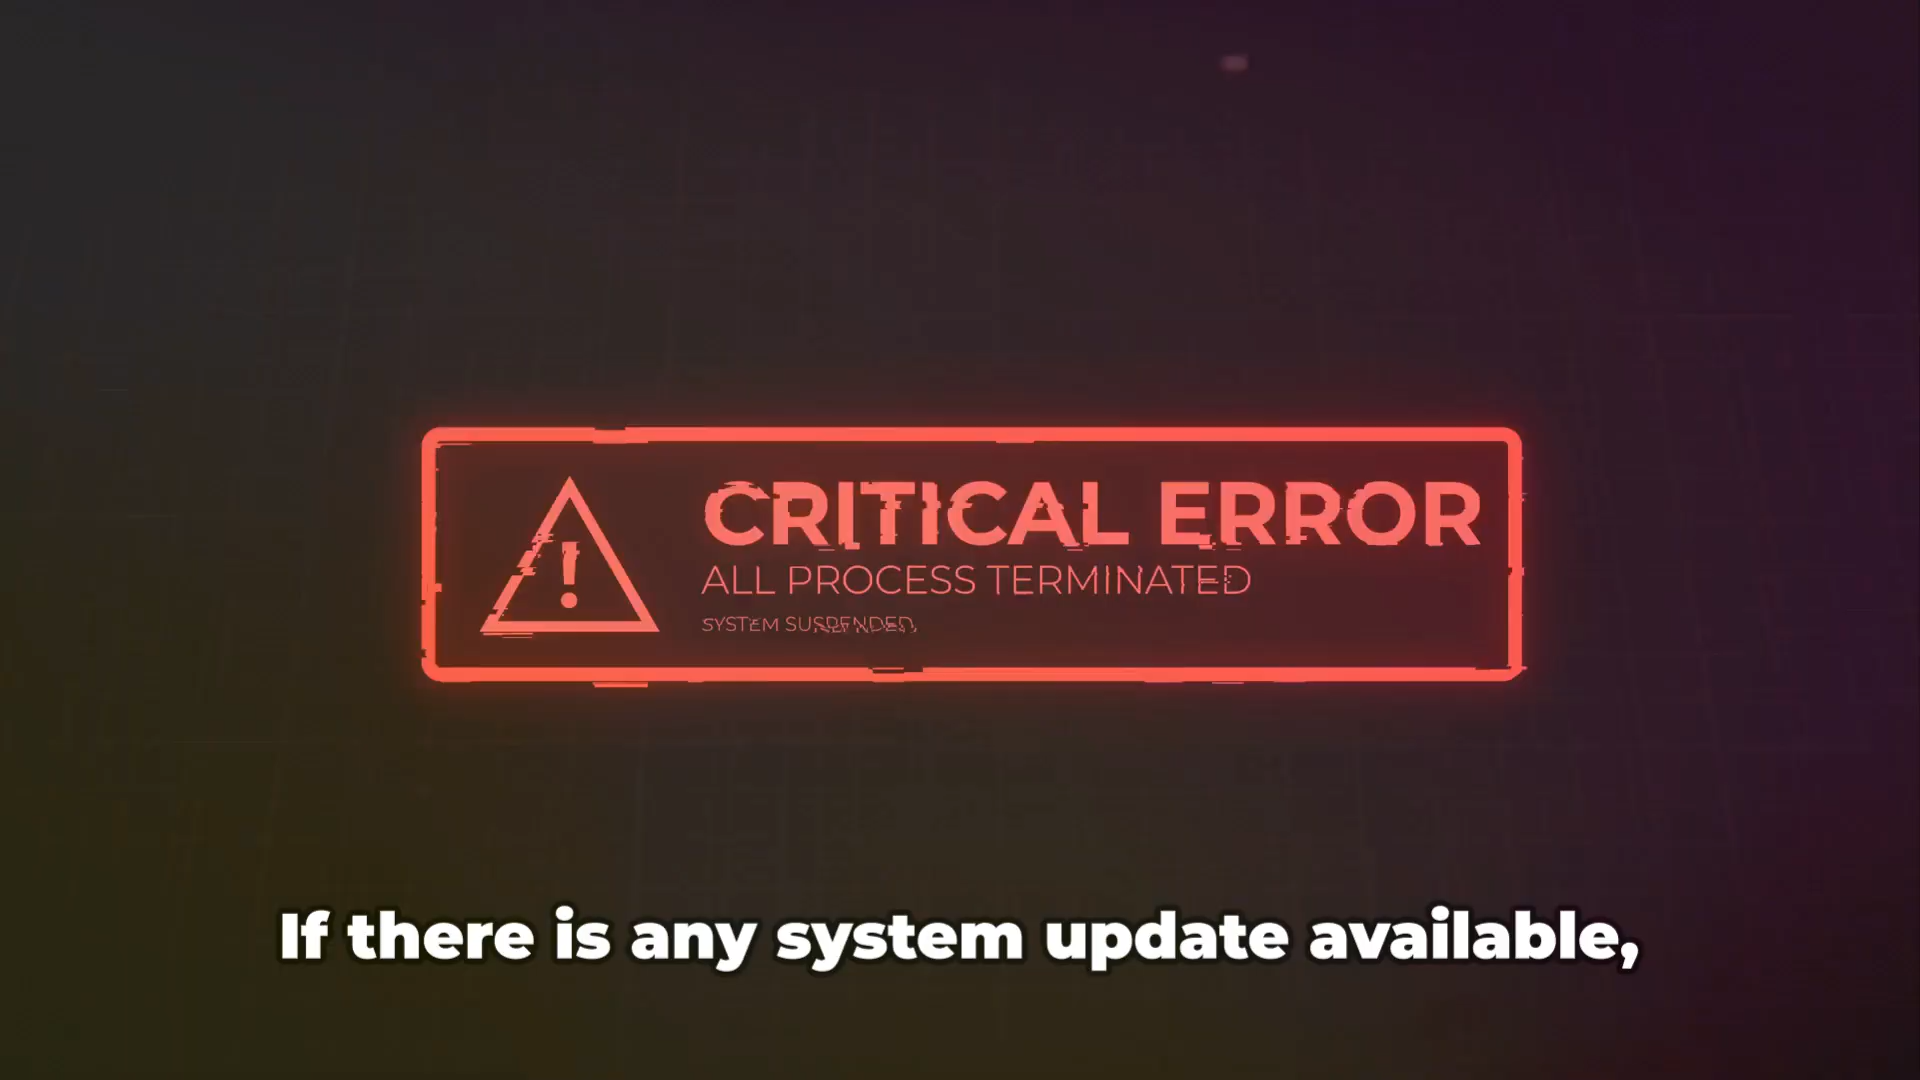 CRITICAL ERROR
ALL PROCESS TERMINATED
SYSTEM SUSPENDED
If there is any system update available,